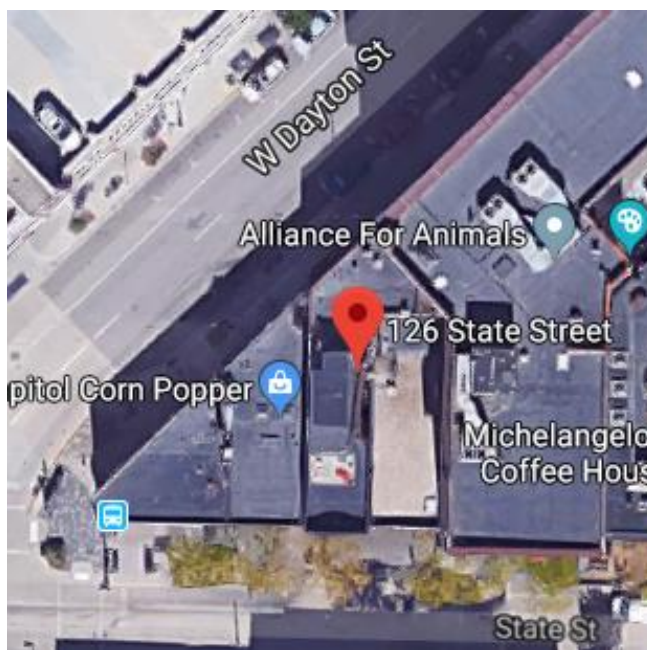 W Dayton St
Alliance For Animals
126 State Street
pitol Corn Popper
Michelangelo
Coffee Hous
State St